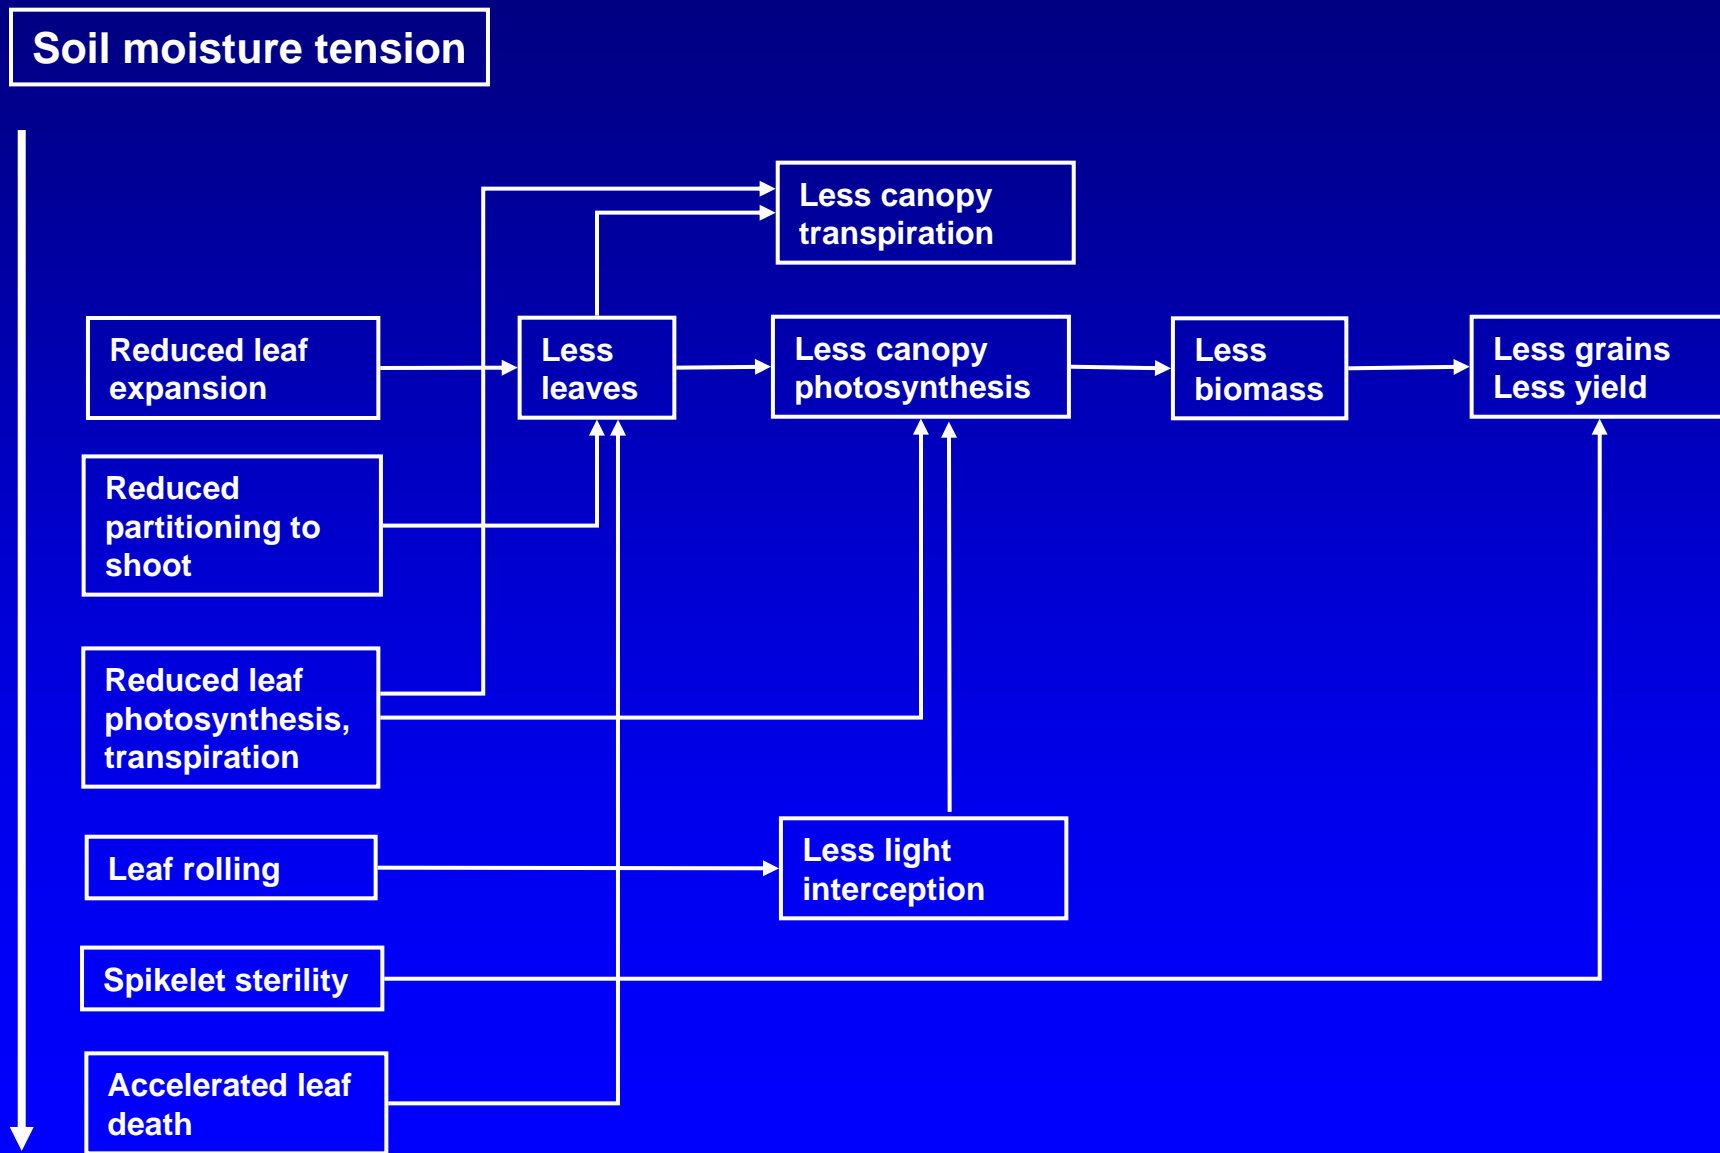 Soil moisture tension
Less canopy
transpiration
Reduced leaf
expansion
Less
leaves
Less canopy
photosynthesis
Less
biomass
Less grains
Less yield
Reduced
partitioning to
shoot
Reduced leaf
photosynthesis,
transpiration
Leaf rolling
Less light
interception
Spikelet sterility
Accelerated leaf
death